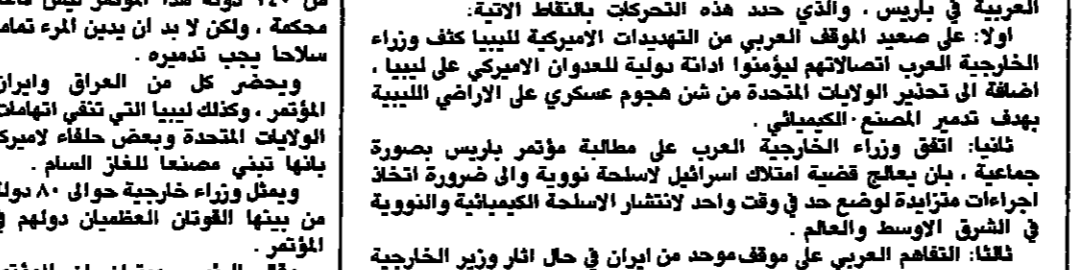 العربية في باريس ، والذي حدد هذه التحركات بالنقاط الآتية:
اولا: على صعيد الموقف العربي من التهديدات الاميركية لليبيا كثف وزراء
الخارجية العرب اتصالاتهم ليؤمنوا ادانة دولية للعدوان الاميركي على ليبيا ،
اضافة الى تحذير الولايات المتحدة من شن هجوم عسكري على الاراضي الليبية
بهدف تدمير المصنع الكيميائي .
ثانيا: اتفق وزراء الخارجية العرب على مطالبة مؤتمر باريس بصورة
جماعية ، بان يعالج قضية امتلاك اسرائيل لاسلحة نووية والى ضرورة اتخاذ
اجراءات متزايدة لوضع حد في وقت واحد لانتشار الاسلحة الكيميائية والنووية
في الشرق الاوسط والعالم .
ثالثا: التفاهم العربي على موقف موحد من ايران في حال اثار وزير الخارجية
محكمة ، ولكن لا بد ان يدين المرء تماما
سلاحا يجب تدميره .
ويحضر كل من العراق وايران
المؤتمر ، وكذلك ليبيا التي تنفي اتهامات
الولايات المتحدة وبعض حلفاء لاميركا
بانها تبني مصنعا للغاز السام .
ويمثل وزراء خارجية حوالى ٨٠ دولة
من بينها القوتان العظميان دولهم في
المؤتمر .